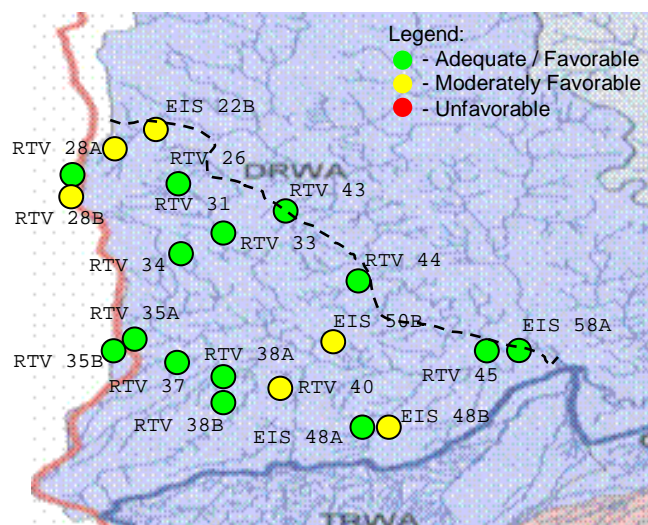 Legend:
- Adequate / Favorable
- Moderately Favorable
- Unfavorable
EIS 22B
RTV 28A
RTV 26
DRWA
RTV 43
RTV 31
RTV 28B
RTV 33
RTV 34
RTV 44
RTV 35A
EIS 50B
EIS 58A
RTV 35B
RTV 38A
RTV 45
RTV 37
RTV 40
RTV 38B
EIS 48B
EIS 48A
TRWA